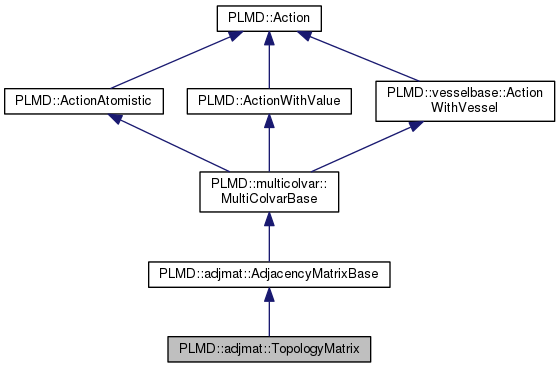 PLMD::Action
PLMD::ActionAtomistic
PLMD::ActionWithValue
PLMD::vesselbase::Action
WithVessel
PLMD::multicolvar::
MultiColvarBase
PLMD::adjmat::AdjacencyMatrixBase
PLMD::adjmat::TopologyMatrix